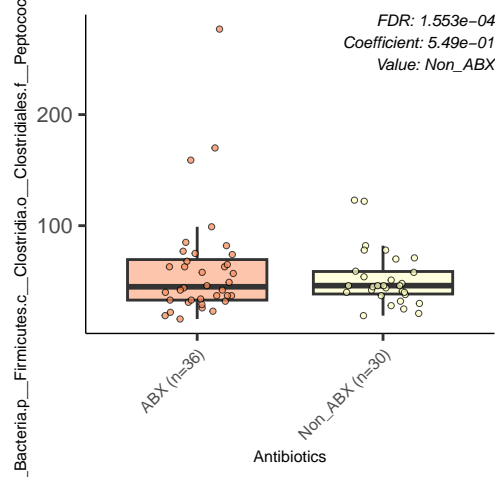 FDR: 1.553e−04
Coefficient: 5.49e−01
Value: Non_ABX
_Bacteria.p__Firmicutes.c__Clostridia.o__Clostridiales.f__Peptococ
200
100
ABX (n=36)
Non_ABX (n=30)
Antibiotics